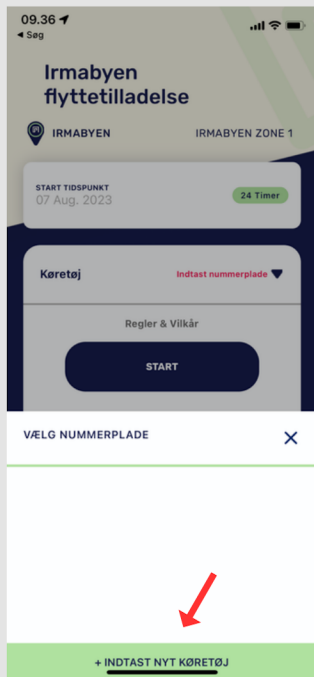 09.36
◀ Søg
Irmabyen
flyttetilladelse
IRMABYEN
IRMABYEN ZONE 1
START TIDSPUNKT
07 Aug. 2023
24 Timer
Køretøj
Indtast nummerplade
Regler & Vilkår
START
VÆLG NUMMERPLADE
+ INDTAST NYT KØRETØJ